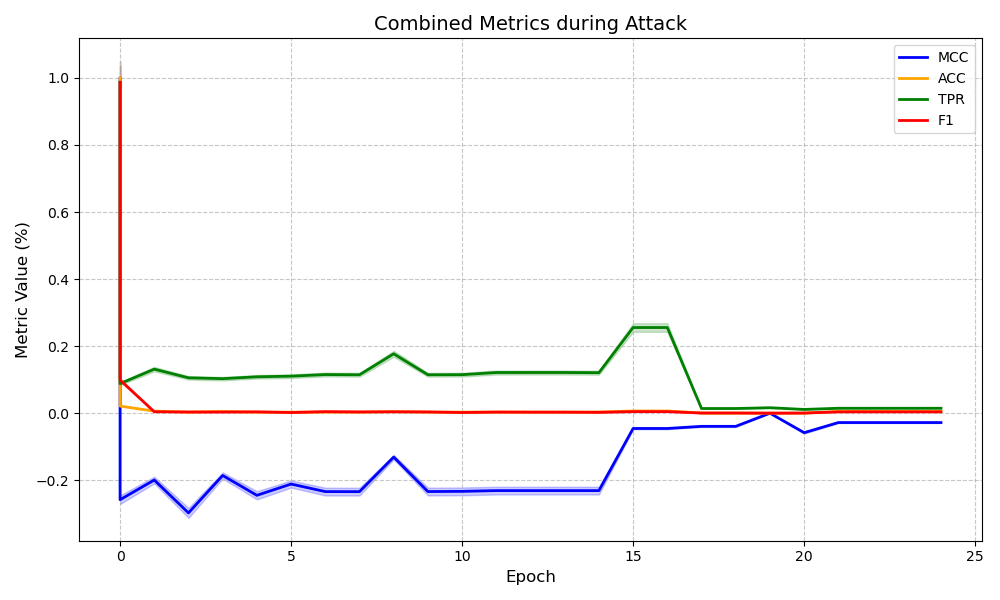 Combined Metrics during Attack
MCC
ACC
TPR
F1
Metric Value (%)
1.0
0.8
0.6
0.4
0.2
0.0
−0.2
0
5
10
15
20
25
Epoch